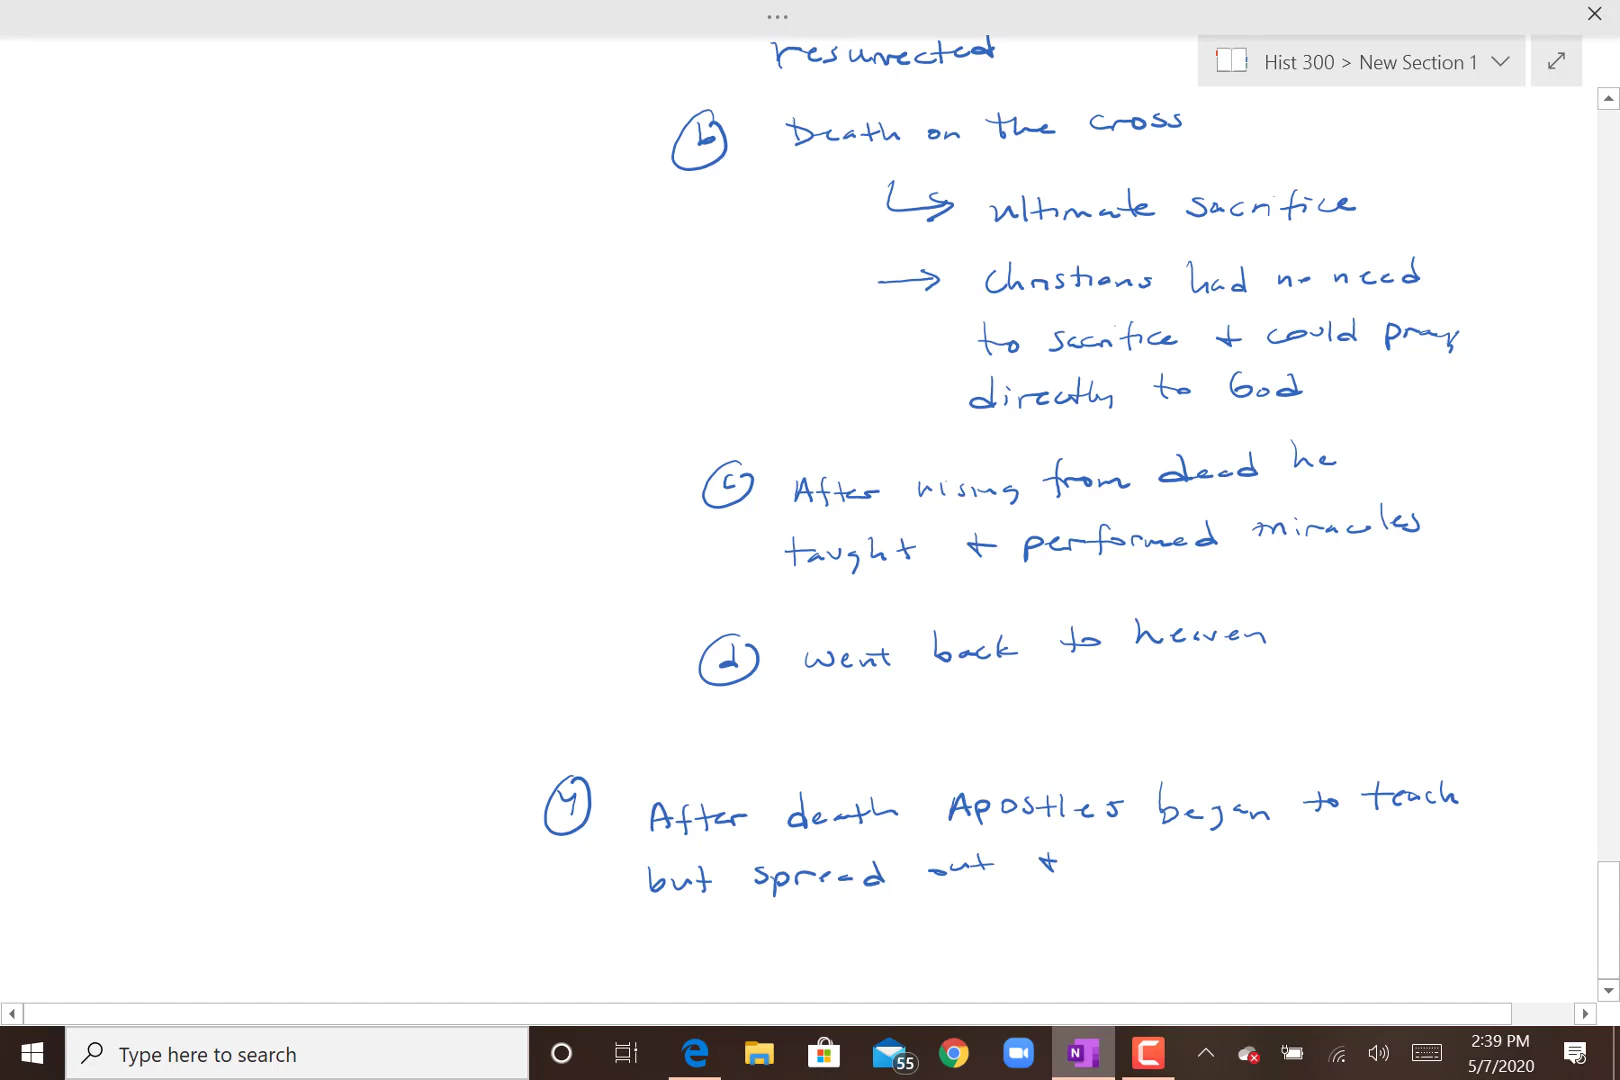 resurrected
Hist 300 > New Section 1
b Death on the cross
ultimate sacrifice
Christians had no need
to sacrifice + could pray
directly to God
c After rising from dead he
taught + performed miracles
d went back to heaven
4 After death Apostles began to teach
but spread out +
Type here to search
55
2:39 PM
5/7/2020